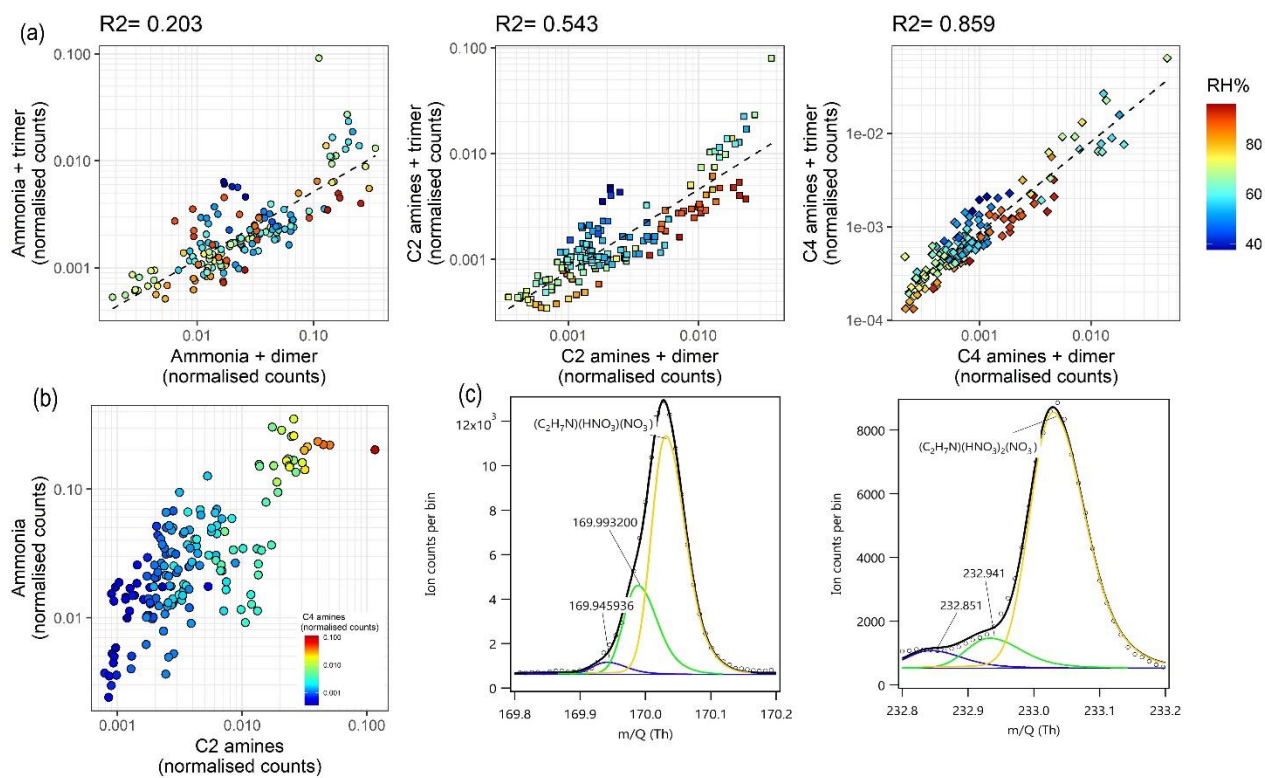 (a)
R2= 0.203
0.100
0.010
0.001
Ammonia + trimer
(normalised counts)
0.01
0.10
Ammonia + dimer
(normalised counts)
R2= 0.543
0.100
0.010
0.001
C2 amines + trimer
(normalised counts)
0.001
0.010
C2 amines + dimer
(normalised counts)
R2= 0.859
1e-02
1e-03
1e-04
C4 amines + trimer
(normalised counts)
0.001
0.010
C4 amines + dimer
(normalised counts)
RH%
80
60
40
(b)
0.10
0.01
Ammonia
(normalised counts)
0.001
0.010
0.100
C2 amines
(normalised counts)
C4 amines
(normalised counts)
0.100
0.010
0.001
(c)
12x10³
10
8
6
4
2
0
Ion counts per bin
(C₂H₇N)(HNO₃)(NO₃)
169.993200
169.945936
169.8
169.9
170.0
170.1
170.2
m/Q (Th)
8000
6000
4000
2000
0
Ion counts per bin
(C₂H₇N)(HNO₃)₂(NO₃)
232.941
232.851
232.8
232.9
233.0
233.1
233.2
m/Q (Th)